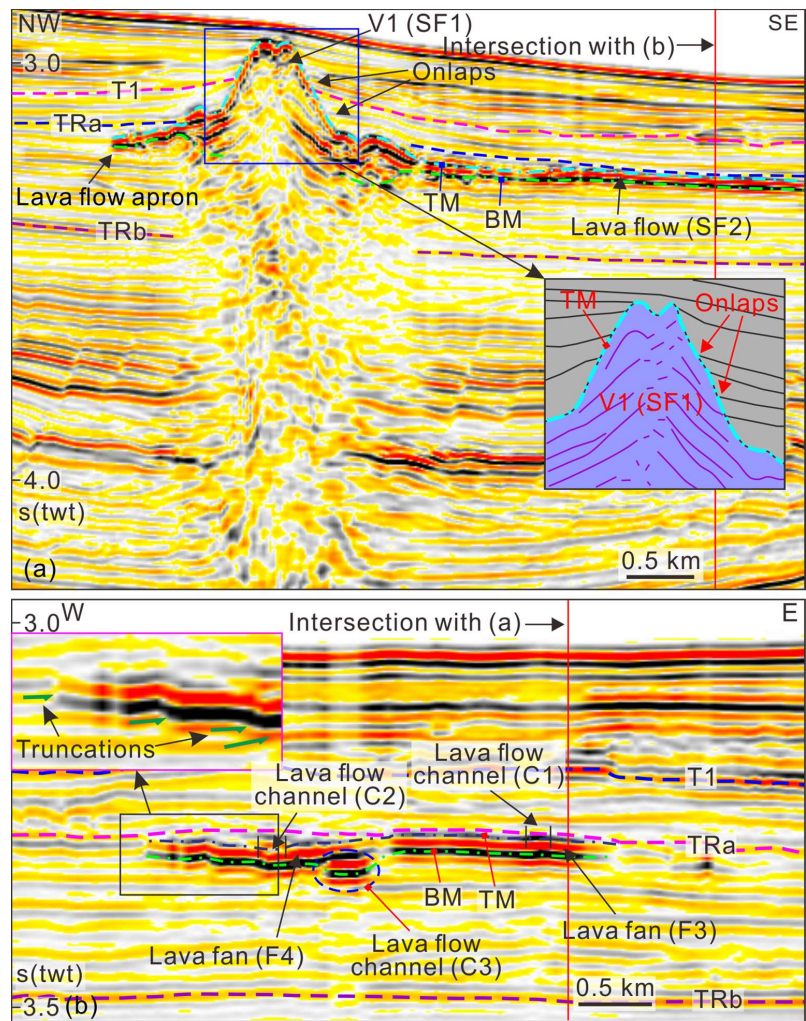 NW
V1 (SF1)
SE
3.0
Intersection with (b)
Onlaps
T1
TRa
Lava flow apron
TM
BM
Lava flow (SF2)
TRb
TM
Onlaps
V1 (SF1)
4.0
s(twt)
(a)
0.5 km
3.0
W
Intersection with (a)
E
Truncations
Lava flow
channel (C2)
Lava flow
channel (C1)
T1
TRa
BM
TM
Lava fan (F4)
Lava fan (F3)
Lava flow
channel (C3)
s(twt)
0.5 km
3.5 (b)
TRb